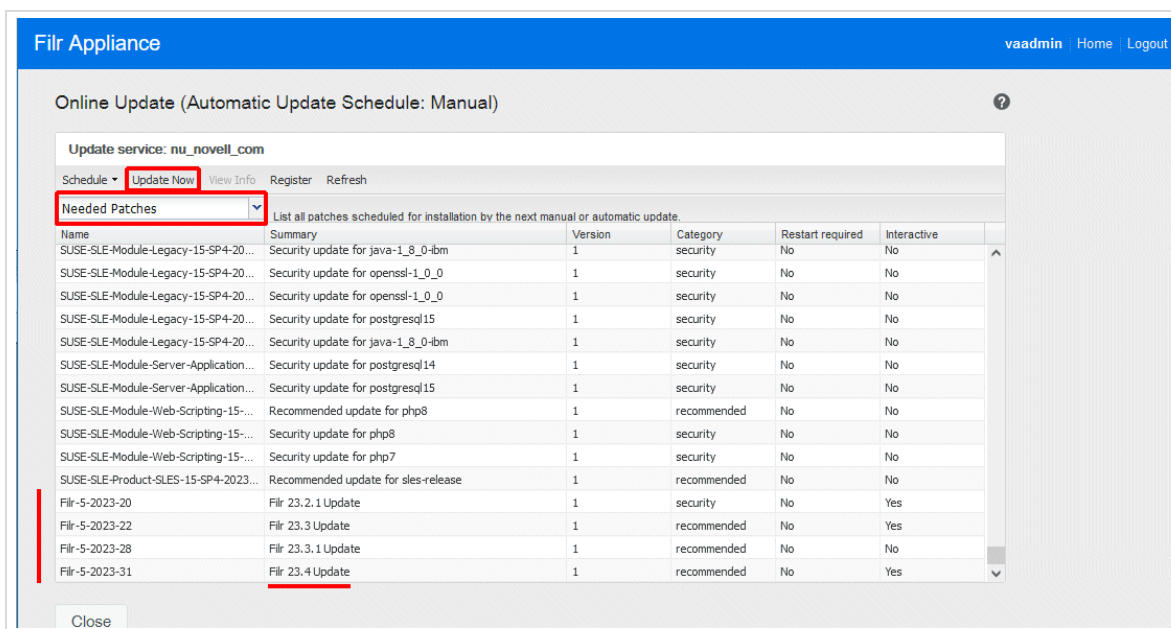 Filr Appliance
vaadmin Home Logout
Online Update (Automatic Update Schedule: Manual)
Update service: nu_novell_com
Schedule Update Now View Info Register Refresh
Needed Patches List all patches scheduled for installation by the next manual or automatic update.
Name Summary Version Category Restart required Interactive
SUSE-SLE-Module-Legacy-15-SP4-20... Security update for java-1_8_0-ibm 1 security No No
SUSE-SLE-Module-Legacy-15-SP4-20... Security update for openssl-1_0_0 1 security No No
SUSE-SLE-Module-Legacy-15-SP4-20... Security update for openssl-1_0_0 1 security No No
SUSE-SLE-Module-Legacy-15-SP4-20... Security update for postgresql15 1 security No No
SUSE-SLE-Module-Legacy-15-SP4-20... Security update for java-1_8_0-ibm 1 security No No
SUSE-SLE-Module-Server-Application... Security update for postgresql14 1 security No No
SUSE-SLE-Module-Server-Application... Security update for postgresql15 1 security No No
SUSE-SLE-Module-Web-Scripting-15-... Recommended update for php8 1 recommended No No
SUSE-SLE-Module-Web-Scripting-15-... Security update for php8 1 security No No
SUSE-SLE-Module-Web-Scripting-15-... Security update for php7 1 security No No
SUSE-SLE-Product-SLES-15-SP4-2023... Recommended update for sles-release 1 recommended No No
Filr-5-2023-20 Filr 23.2.1 Update 1 security No Yes
Filr-5-2023-22 Filr 23.3 Update 1 recommended No Yes
Filr-5-2023-28 Filr 23.3.1 Update 1 recommended No No
Filr-5-2023-31 Filr 23.4 Update 1 recommended No Yes
Close